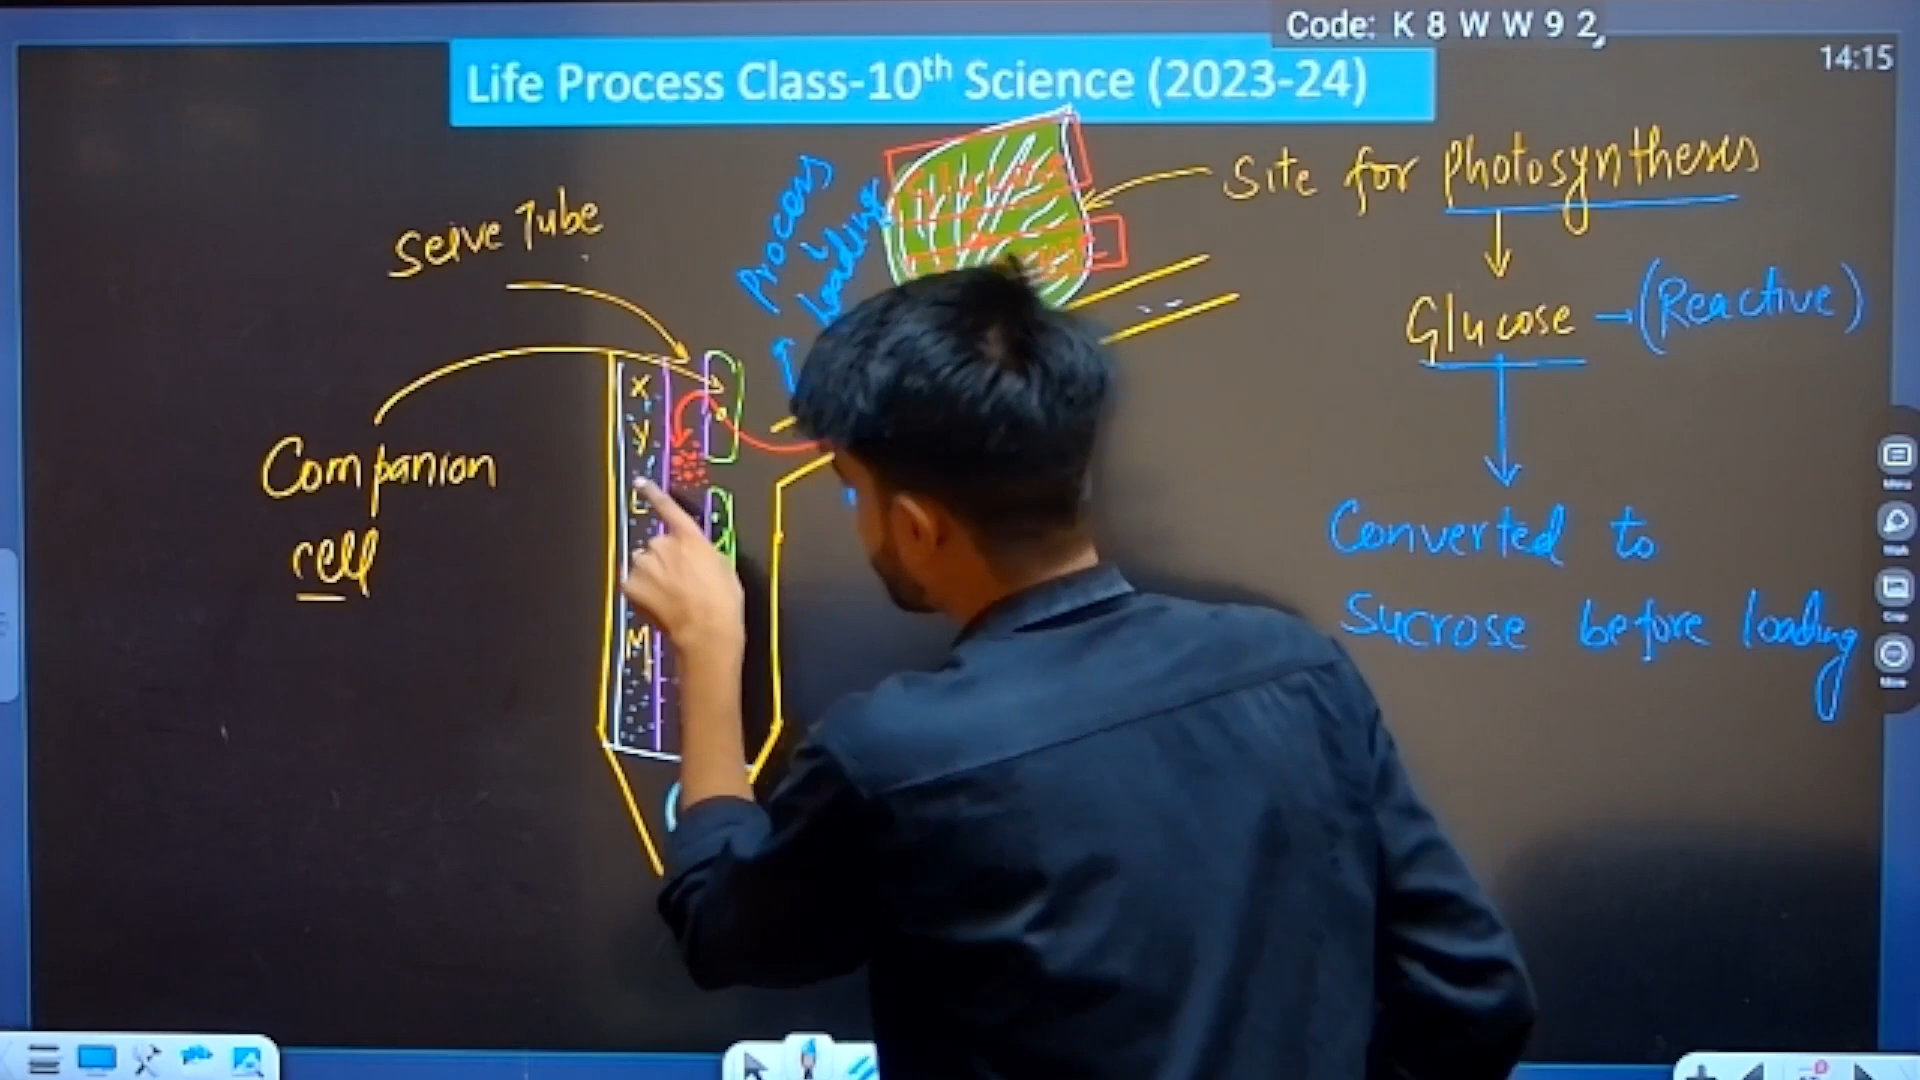 Code: K 8 W W 9 2
14:15
Life Process Class-10th Science (2023-24)
Site for Photosynthesis
Process
loading
Seive Tube
Glucose → (Reactive)
Companion
cell
X
Y
L
M
Converted to
Sucrose before loading